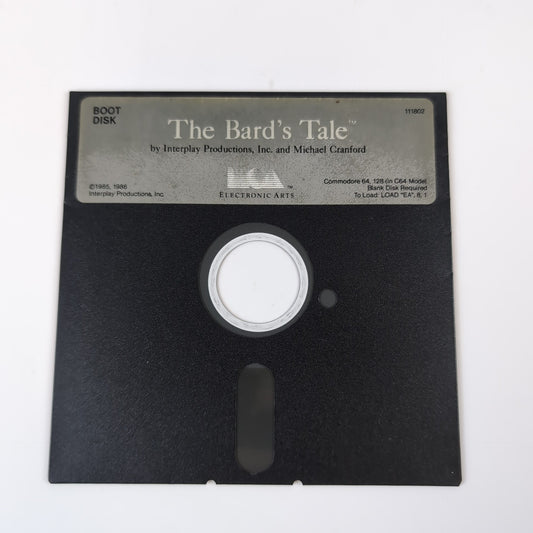 BOOT
DISK
111802
The Bard's Tale™
by Interplay Productions, Inc. and Michael Cranford
©1985, 1986
Interplay Productions, Inc.
™
ELECTRONIC ARTS
Commodore 64, 128 (in C64 Mode)
Blank Disk Required
To Load: LOAD "EA", 8, 1